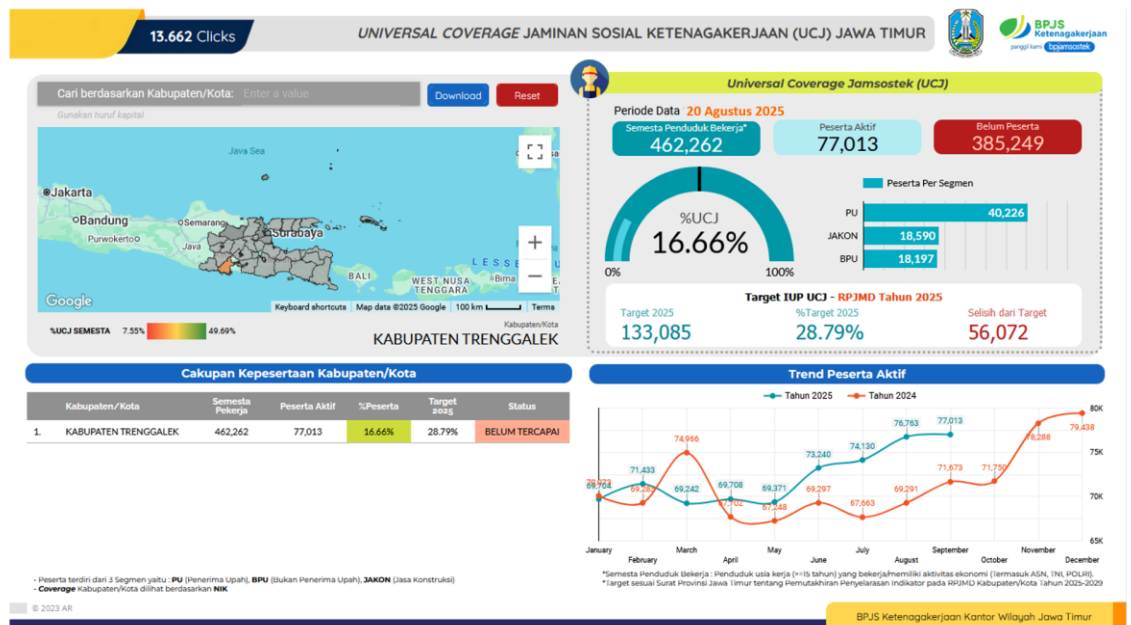 13.662 Clicks
UNIVERSAL COVERAGE JAMINAN SOSIAL KETENAGAKERJAAN (UCJ) JAWA TIMUR
BPJS
Ketenagakerjaan
panggil kami bpjamsostek
Cari berdasarkan Kabupaten/Kota: Enter a value
Download
Reset
Gunakan huruf kapital
Java Sea
Jakarta
Bandung
Purwokerto
Semarang
Java
Surabaya
BALI
WEST NUSA
TENGGARA
LESSE
Bima
Google
Keyboard shortcuts
Map data ©2025 Google
100 km
Terms
%UCJ SEMESTA 7.55% 49.69%
Kabupaten/Kota
KABUPATEN TRENGGALEK
Universal Coverage Jamsostek (UCJ)
Periode Data : 20 Agustus 2025
Semesta Penduduk Bekerja*
462,262
Peserta Aktif
77,013
Belum Peserta
385,249
%UCJ
16.66%
0%
100%
Peserta Per Segmen
PU 40,226
JAKON 18,590
BPU 18,197
Target IUP UCJ - RPJMD Tahun 2025
Target 2025
133,085
%Target 2025
28.79%
Selisih dari Target
56,072
Cakupan Kepesertaan Kabupaten/Kota
Kabupaten/Kota Semesta Pekerja Peserta Aktif %Peserta Target 2025 Status
1. KABUPATEN TRENGGALEK 462,262 77,013 16.66% 28.79% BELUM TERCAPAI
Trend Peserta Aktif
Tahun 2025 Tahun 2024
80K
75K
70K
65K
69,704
71,433
69,242
69,708
69,371
73,240
74,130
76,763
77,013
74,966
67,702
67,248
69,297
67,663
69,291
71,673
71,750
78,288
79,438
January
February
March
April
May
June
July
August
September
October
November
December
- Peserta terdiri dari 3 Segmen yaitu : PU (Penerima Upah), BPU (Bukan Penerima Upah), JAKON (Jasa Konstruksi)
- Coverage Kabupaten/Kota dilihat berdasarkan NIK
*Semesta Penduduk Bekerja : Penduduk usia kerja (>=15 tahun) yang bekerja/memiliki aktivitas ekonomi (Termasuk ASN, TNI, POLRI).
*Target sesuai Surat Provinsi Jawa Timur tentang Pemutakhiran Penyelarasan Indikator pada RPJMD Kabupaten/Kota Tahun 2025-2029
© 2023 AR
BPJS Ketenagakerjaan Kantor Wilayah Jawa Timur